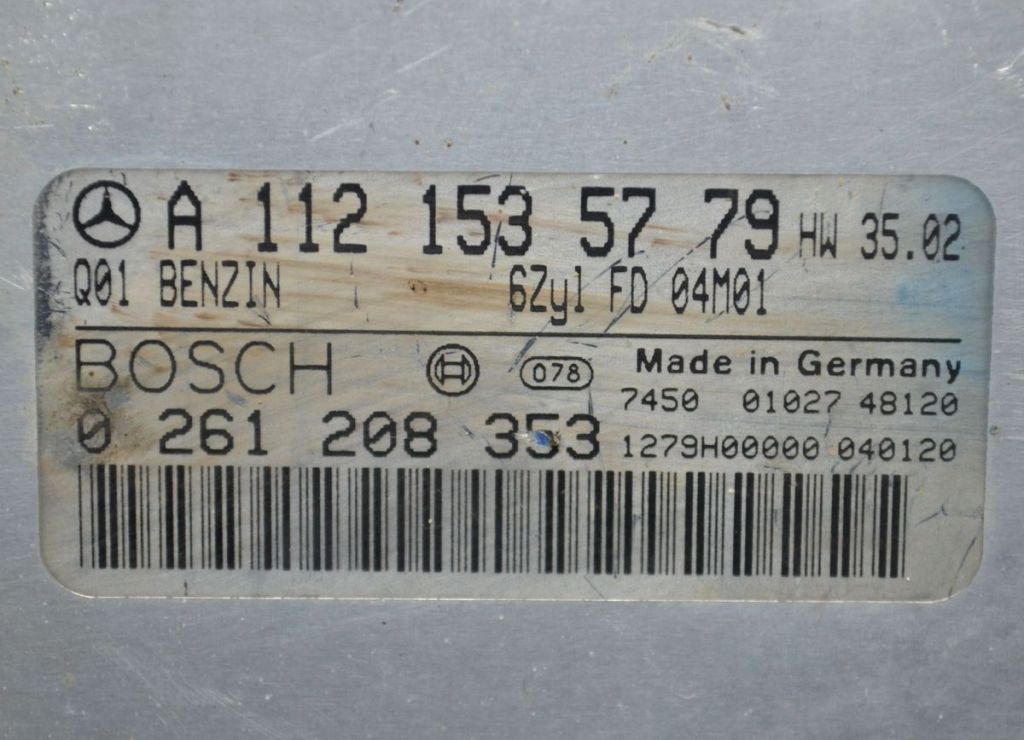 A 112 153 57 79 HW 35.02
Q01 BENZIN 6Zyl FD 04M01
BOSCH 078 Made in Germany
7450 01027 48120
0 261 208 353 1279H00000 040120